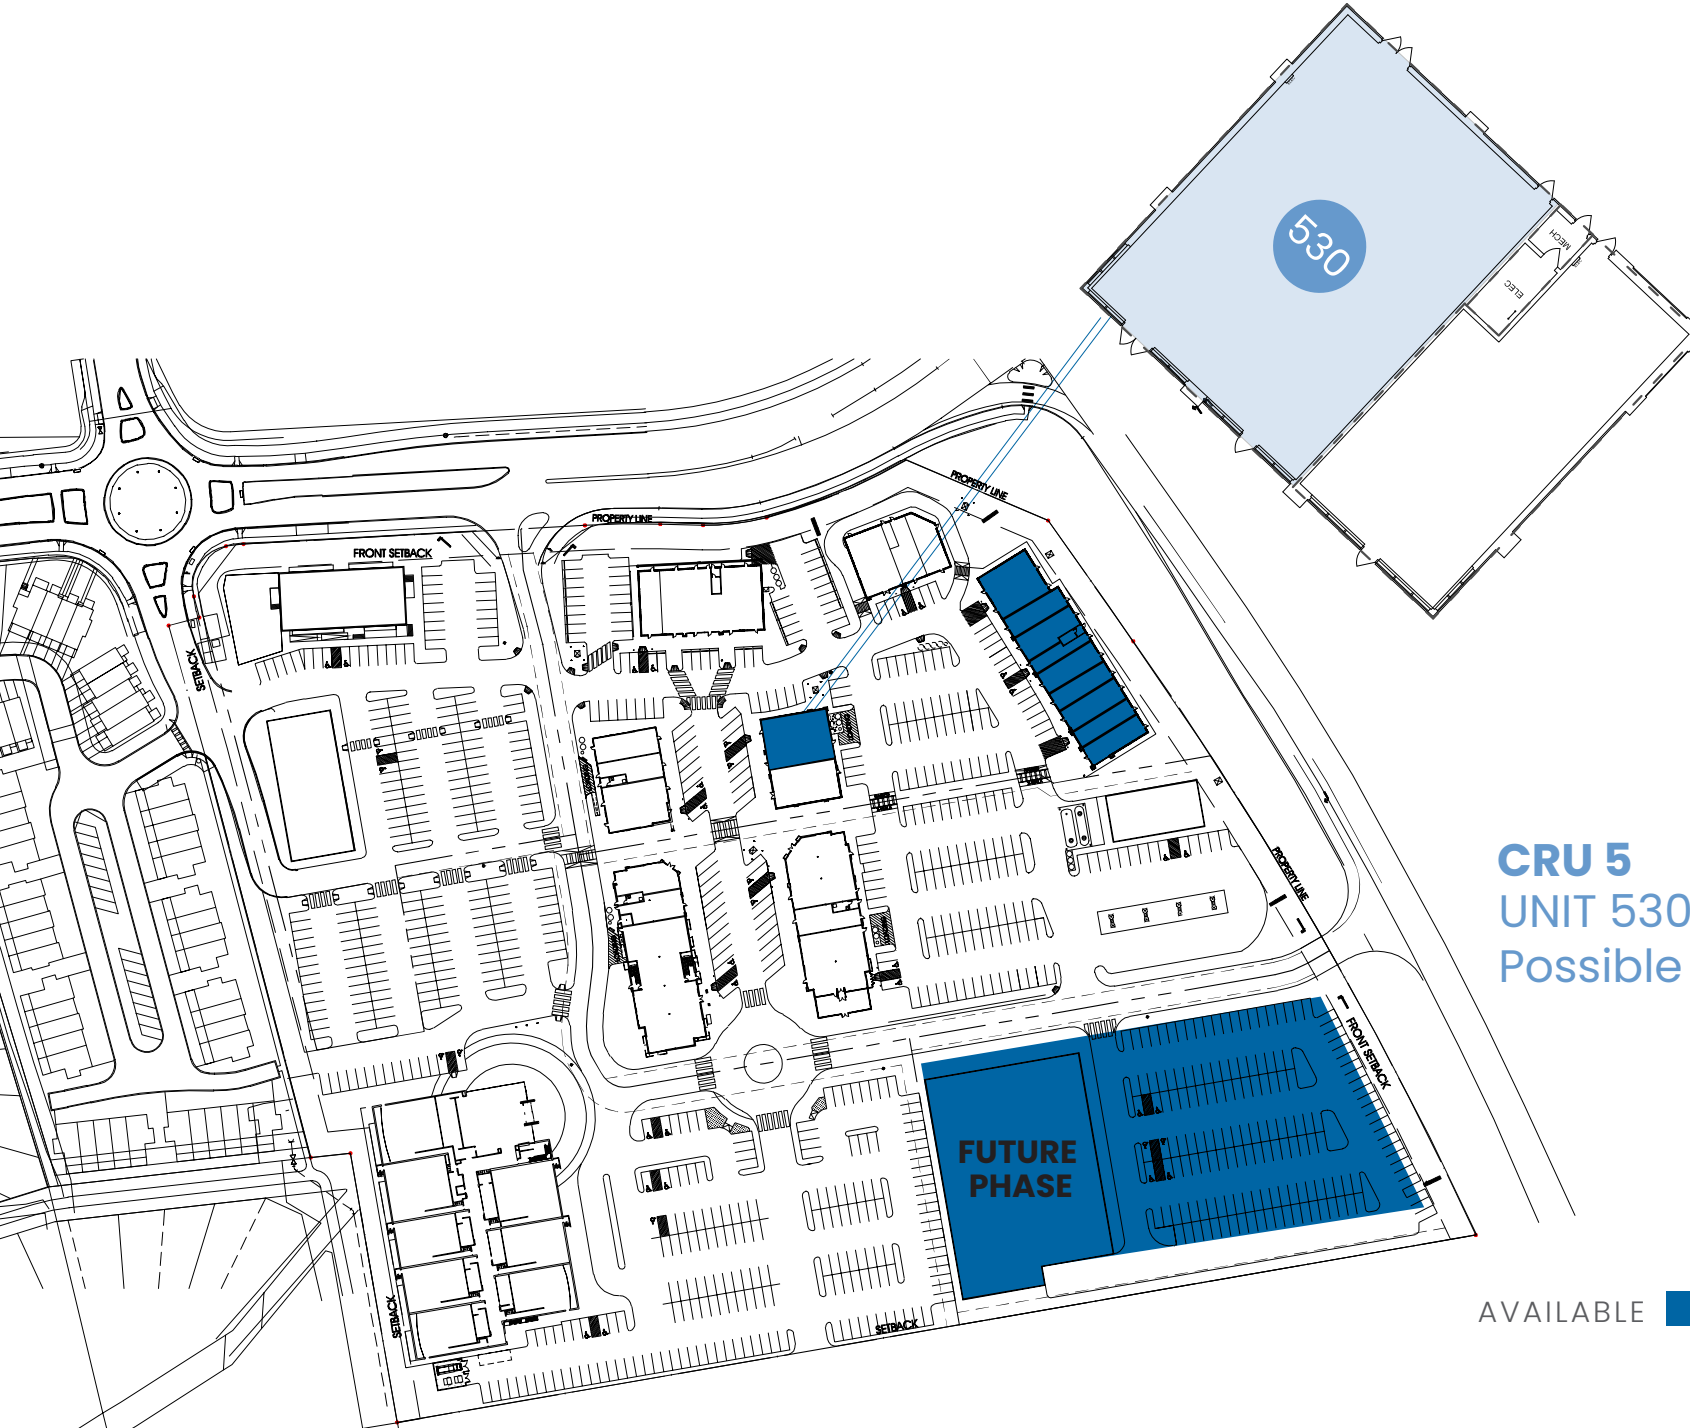 530
MECH
ELEC
PROPERTY LINE
PROPERTY LINE
FRONT SETBACK
SETBACK
CRU 5
UNIT 530
Possible
PROPERTY LINE
FRONT SETBACK
FUTURE
PHASE
SETBACK
SETBACK
AVAILABLE